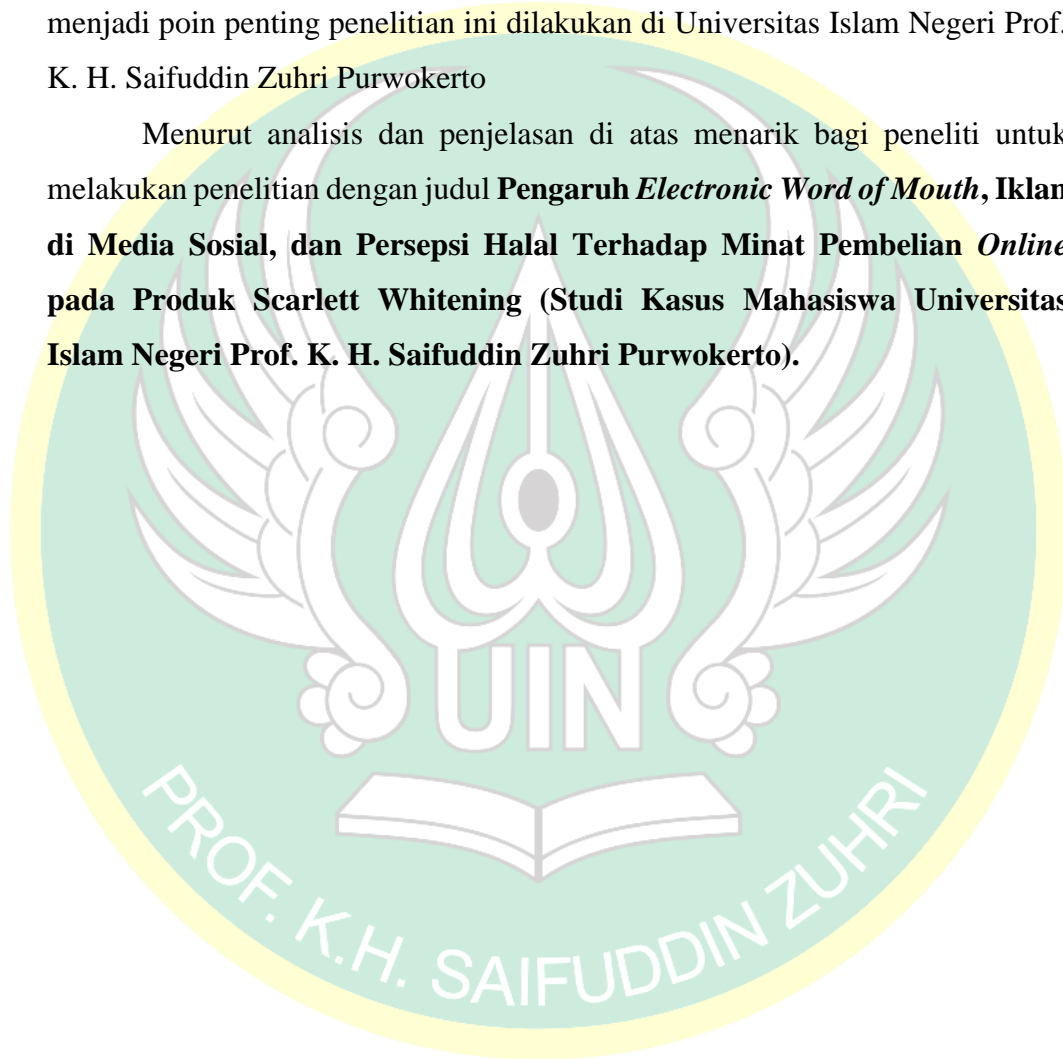 menjadi poin penting penelitian ini dilakukan di Universitas Islam Negeri Prof.
K. H. Saifuddin Zuhri Purwokerto
Menurut analisis dan penjelasan di atas menarik bagi peneliti untuk
melakukan penelitian dengan judul Pengaruh Electronic Word of Mouth, Iklan
di Media Sosial, dan Persepsi Halal Terhadap Minat Pembelian Online
pada Produk Scarlett Whitening (Studi Kasus Mahasiswa Universitas
Islam Negeri Prof. K. H. Saifuddin Zuhri Purwokerto).
UIN
PROF. K.H. SAIFUDDIN ZUHRI